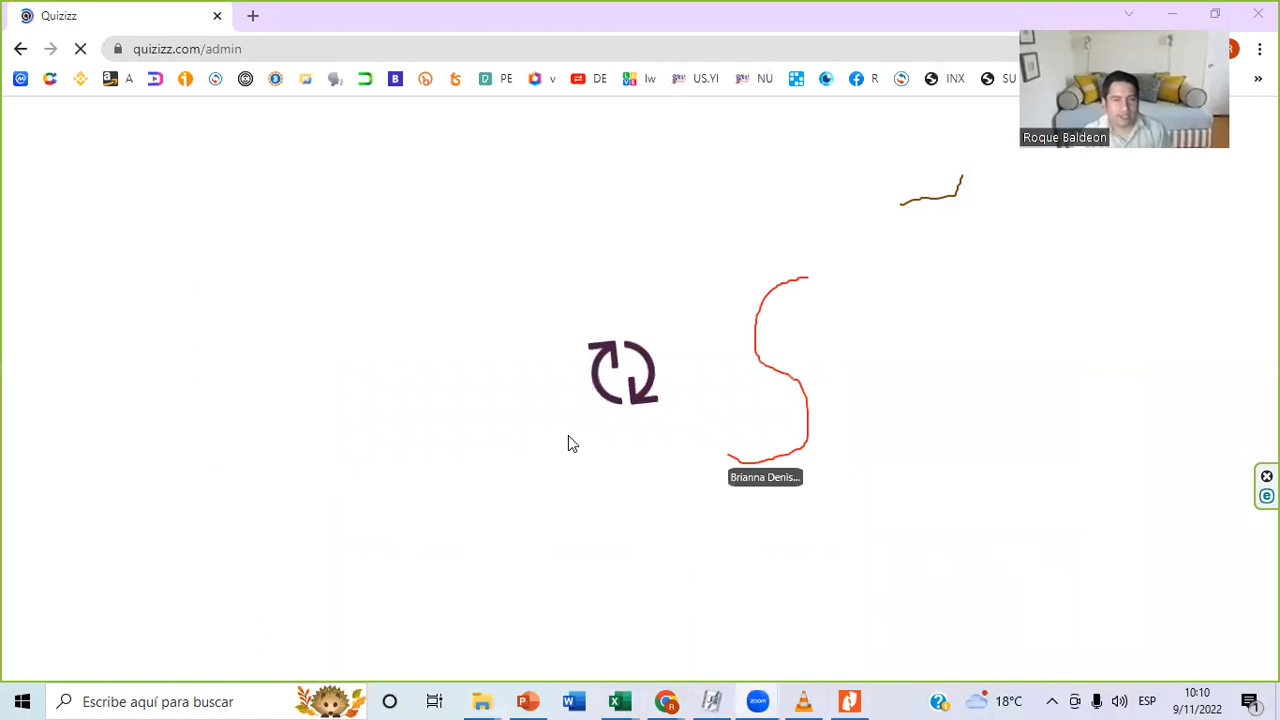 Quizizz
quizizz.com/admin
A
PE
v
DE
Iw
US.YI
NU
R
INX
SU
Roque Baldeon
S
Brianna Denis...
Escribe aquí para buscar
18°C
ESP
10:10
9/11/2022
1